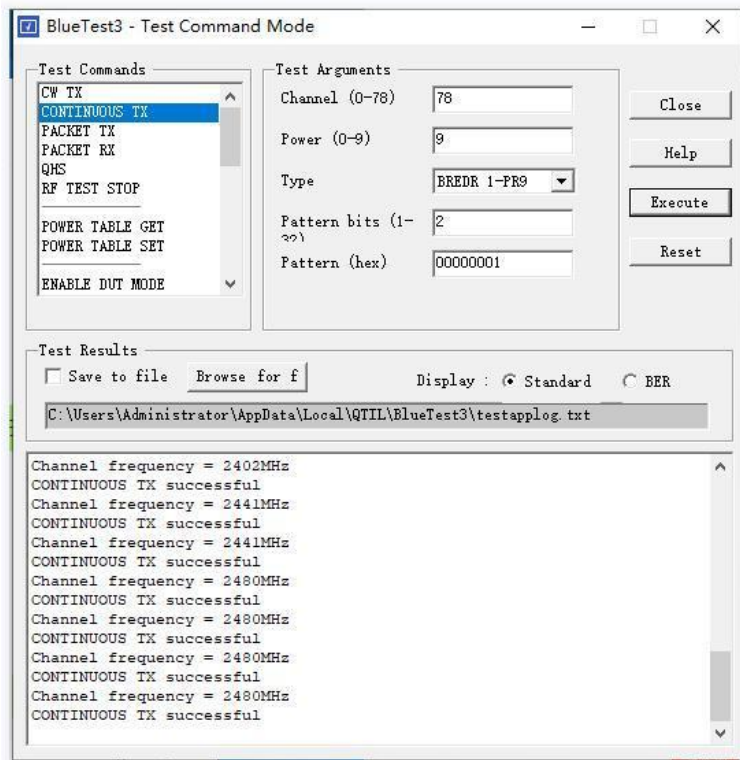 BlueTest3 - Test Command Mode
Test Commands
CW TX
CONTINUOUS TX
PACKET TX
PACKET RX
QHS
RF TEST STOP
POWER TABLE GET
POWER TABLE SET
ENABLE DUT MODE
Test Arguments
Channel (0-78) 78
Power (0-9) 9
Type BREDR 1-PR9
Pattern bits (1-32) 2
Pattern (hex) 00000001
Close
Help
Execute
Reset
Test Results
Save to file Browse for f Display : Standard BER
C:\Users\Administrator\AppData\Local\QTIL\BlueTest3\testapplog.txt
Channel frequency = 2402MHz
CONTINUOUS TX successful
Channel frequency = 2441MHz
CONTINUOUS TX successful
Channel frequency = 2441MHz
CONTINUOUS TX successful
Channel frequency = 2480MHz
CONTINUOUS TX successful
Channel frequency = 2480MHz
CONTINUOUS TX successful
Channel frequency = 2480MHz
CONTINUOUS TX successful
Channel frequency = 2480MHz
CONTINUOUS TX successful